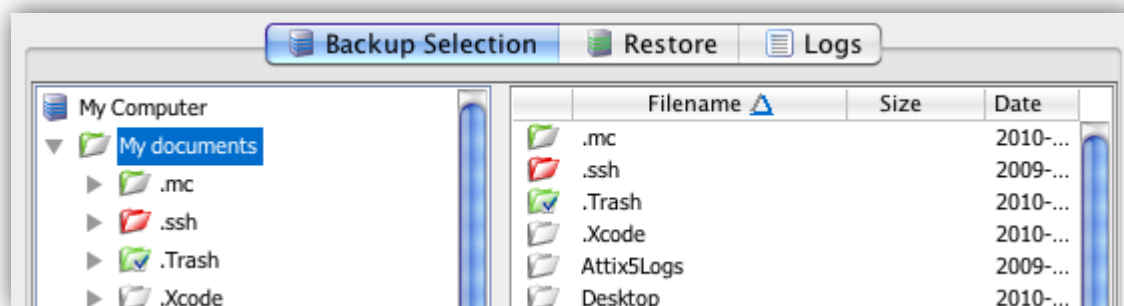 Backup Selection Restore Logs
My Computer
My documents
.mc
.ssh
.Trash
.Xcode
Filename Size Date
.mc 2010-...
.ssh 2009-...
.Trash 2010-...
.Xcode 2010-...
Attix5Logs 2009-...
Desktop 2010-...